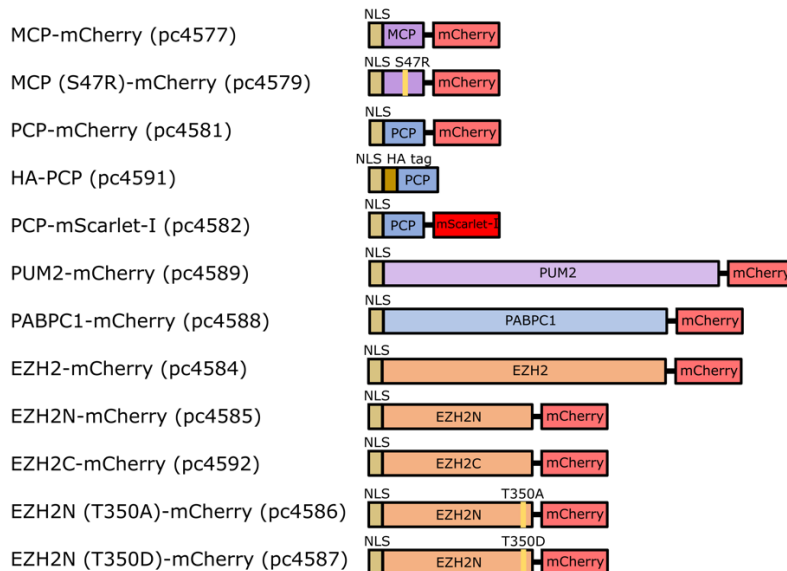 NLS
MCP-mCherry (pc4577) MCP mCherry
NLS S47R
MCP (S47R)-mCherry (pc4579) mCherry
NLS
PCP-mCherry (pc4581) PCP mCherry
NLS HA tag
HA-PCP (pc4591) PCP
NLS
PCP-mScarlet-I (pc4582) PCP mScarlet-I
NLS
PUM2-mCherry (pc4589) PUM2 mCherry
NLS
PABPC1-mCherry (pc4588) PABPC1 mCherry
NLS
EZH2-mCherry (pc4584) EZH2 mCherry
NLS
EZH2N-mCherry (pc4585) EZH2N mCherry
NLS
EZH2C-mCherry (pc4592) EZH2C mCherry
NLS T350A
EZH2N (T350A)-mCherry (pc4586) EZH2N mCherry
NLS T350D
EZH2N (T350D)-mCherry (pc4587) EZH2N mCherry